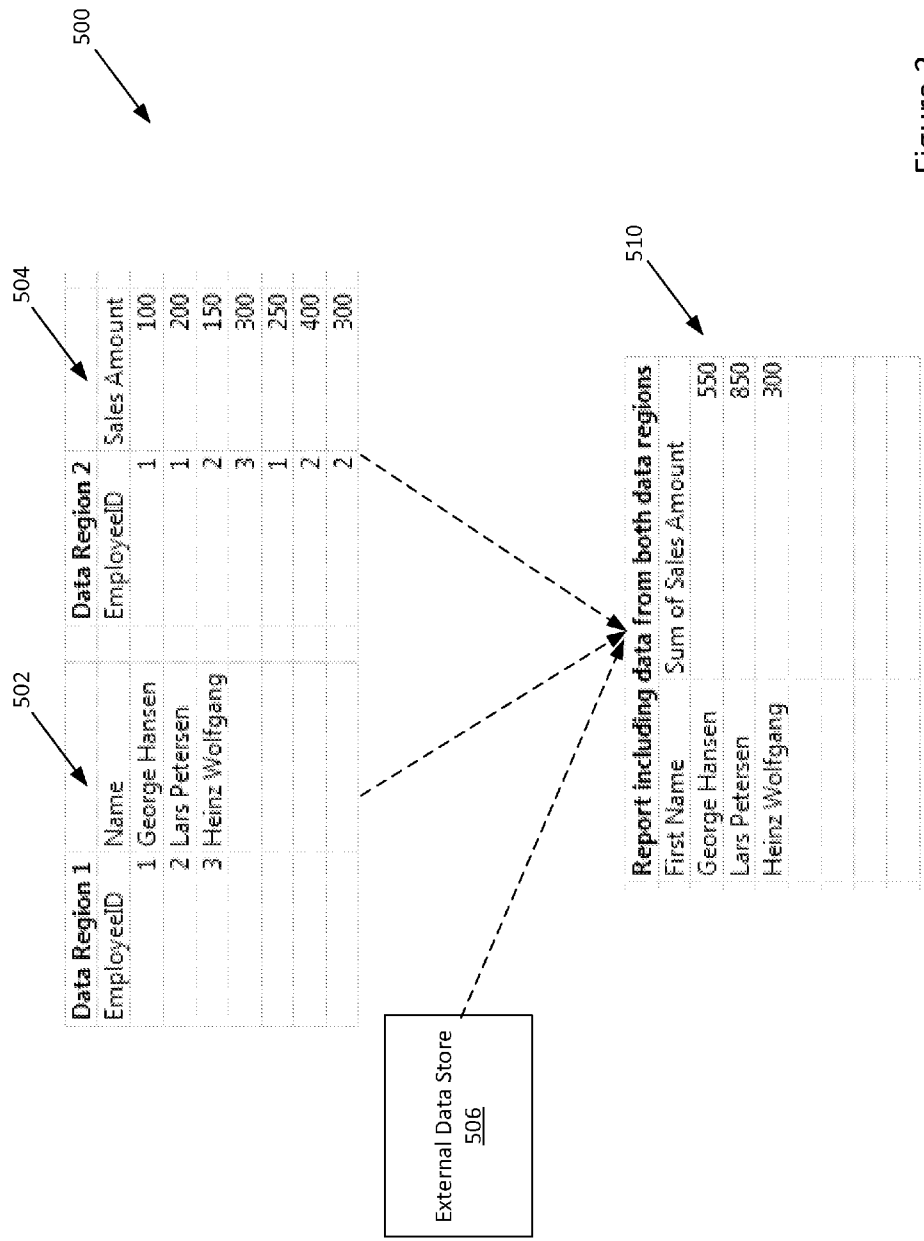 500
502
504
Data Region 1 Data Region 2
EmployeeID Name EmployeeID Sales Amount
1 George Hansen 1 100
2 Lars Petersen 1 200
3 Heinz Wolfgang 2 150
3 300
1 250
2 400
2 300
External Data Store
506
510
Report including data from both data regions
First Name Sum of Sales Amount
George Hansen 550
Lars Petersen 850
Heinz Wolfgang 300
Figure